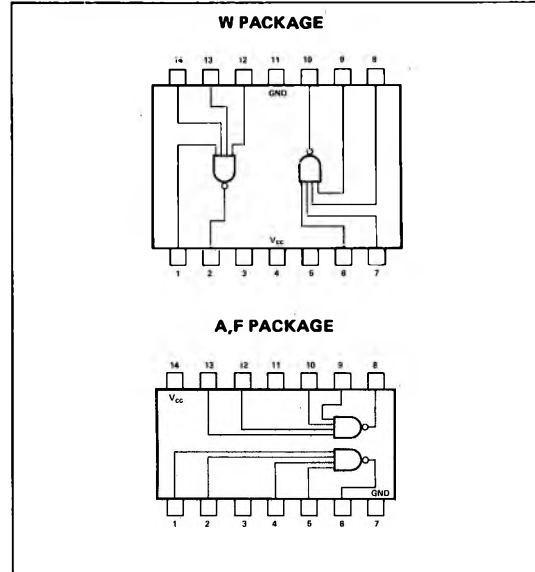 W PACKAGE
14 13 12 11 10 9 8
GND
Vcc
1 2 3 4 5 6 7
A,F PACKAGE
14 13 12 11 10 9 8
Vcc
GND
1 2 3 4 5 6 7